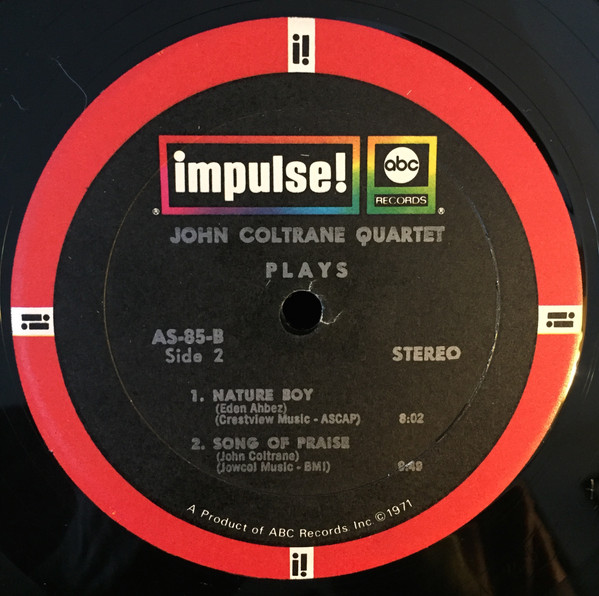 i!
impulse!
abc
RECORDS
®
®
JOHN COLTRANE QUARTET
PLAYS
AS-85-B
Side 2
STEREO
1. NATURE BOY
(Eden Ahbez)
(Crestview Music - ASCAP) 8:02
2. SONG OF PRAISE
(John Coltrane)
(Jowcol Music - BMI) 9:49
A Product of ABC Records, Inc. ©1971
i!
i!
i!